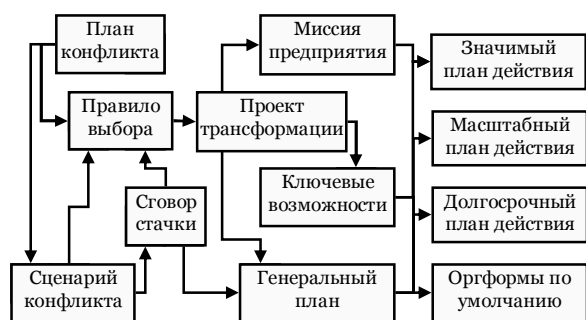 План
конфликта
Миссия
предприятия
Значимый
план действия
Правило
выбора
Проект
трансформации
Масштабный
план действия
Ключевые
возможности
Сговор
стачки
Долгосрочный
план действия
Сценарий
конфликта
Генеральный
план
Оргформы по
умолчанию